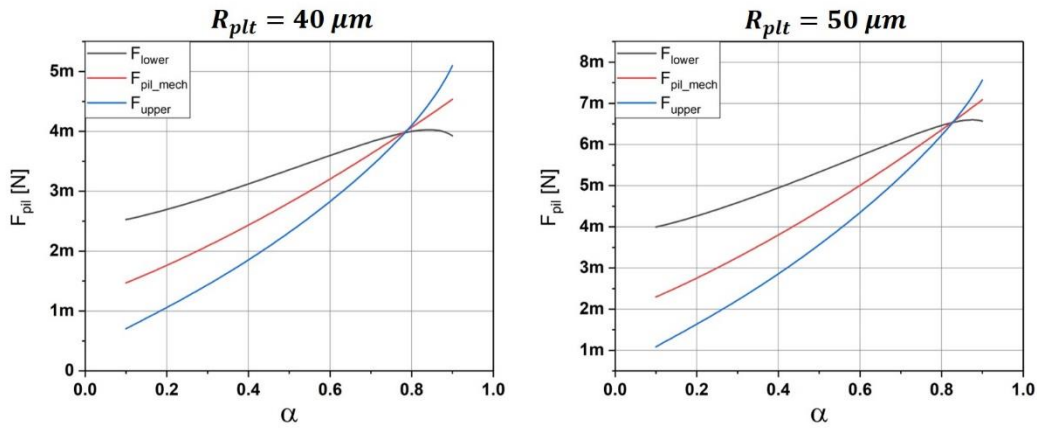 R_plt = 40 μm
F_lower
F_pil_mech
F_upper
5m
4m
3m
2m
1m
0
F_pil [N]
0.0 0.2 0.4 0.6 0.8 1.0
α
R_plt = 50 μm
F_lower
F_pil_mech
F_upper
8m
7m
6m
5m
4m
3m
2m
1m
F_pil [N]
0.0 0.2 0.4 0.6 0.8 1.0
α